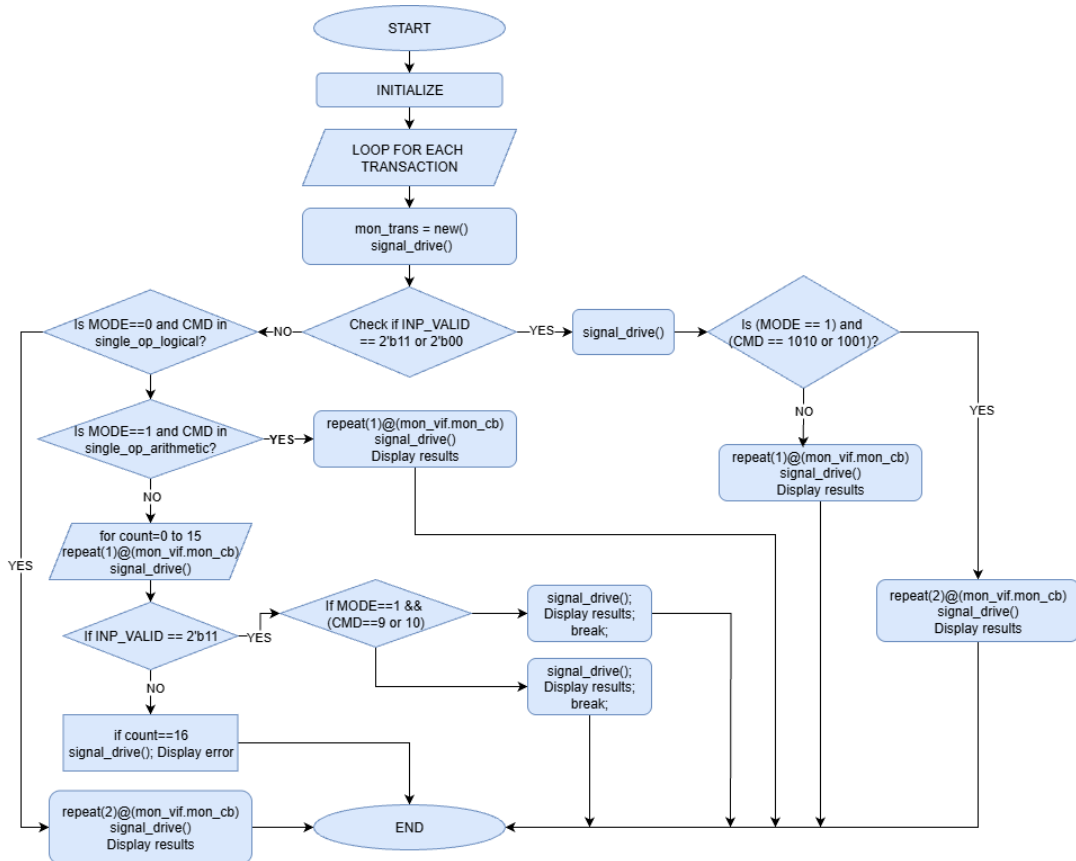 START
INITIALIZE
LOOP FOR EACH
TRANSACTION
mon_trans = new()
signal_drive()
Check if INP_VALID
== 2'b11 or 2'b00
NO
YES
Is MODE==0 and CMD in
single_op_logical?
signal_drive()
Is (MODE == 1) and
(CMD == 1010 or 1001)?
YES
NO
Is MODE==1 and CMD in
single_op_arithmetic?
YES
repeat(1)@(mon_vif.mon_cb)
signal_drive()
Display results
repeat(1)@(mon_vif.mon_cb)
signal_drive()
Display results
NO
for count=0 to 15
repeat(1)@(mon_vif.mon_cb)
signal_drive()
YES
If INP_VALID == 2'b11
YES
If MODE==1 &&
(CMD==9 or 10)
signal_drive();
Display results;
break;
repeat(2)@(mon_vif.mon_cb)
signal_drive()
Display results
signal_drive();
Display results;
break;
NO
if count==16
signal_drive(); Display error
repeat(2)@(mon_vif.mon_cb)
signal_drive()
Display results
END